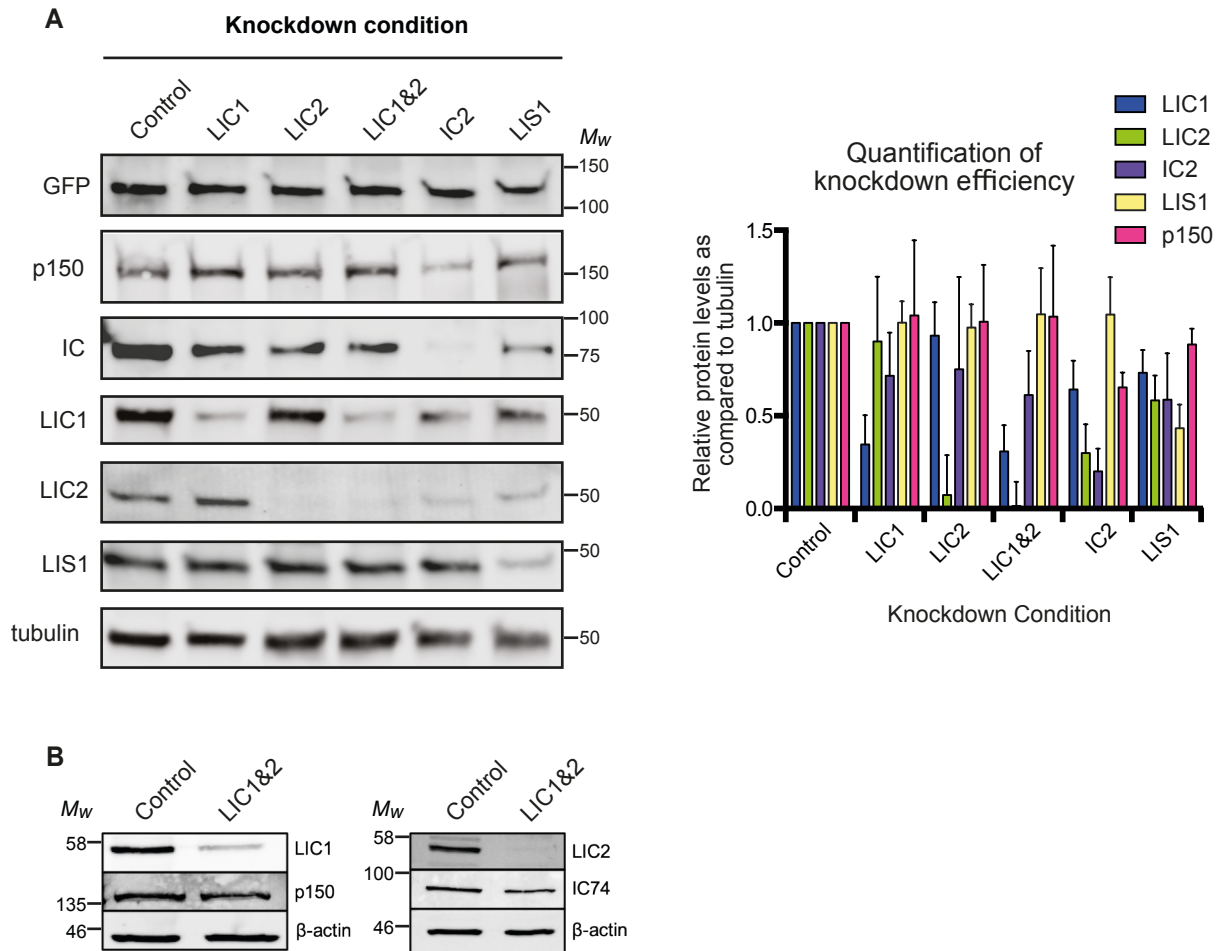 A
Knockdown condition
Control LIC1 LIC2 LIC1&2 IC2 LIS1
Mw
GFP
150
100
p150
150
IC
100
75
LIC1
50
LIC2
50
LIS1
50
tubulin
50
LIC1
LIC2
IC2
LIS1
p150
Quantification of
knockdown efficiency
Relative protein levels as
compared to tubulin
1.5
1.0
0.5
0.0
Control LIC1 LIC2 LIC1&2 IC2 LIS1
Knockdown Condition
B
Mw Control LIC1&2
58 LIC1
p150
135
46 β-actin
Mw Control LIC1&2
58 LIC2
100 IC74
46 β-actin